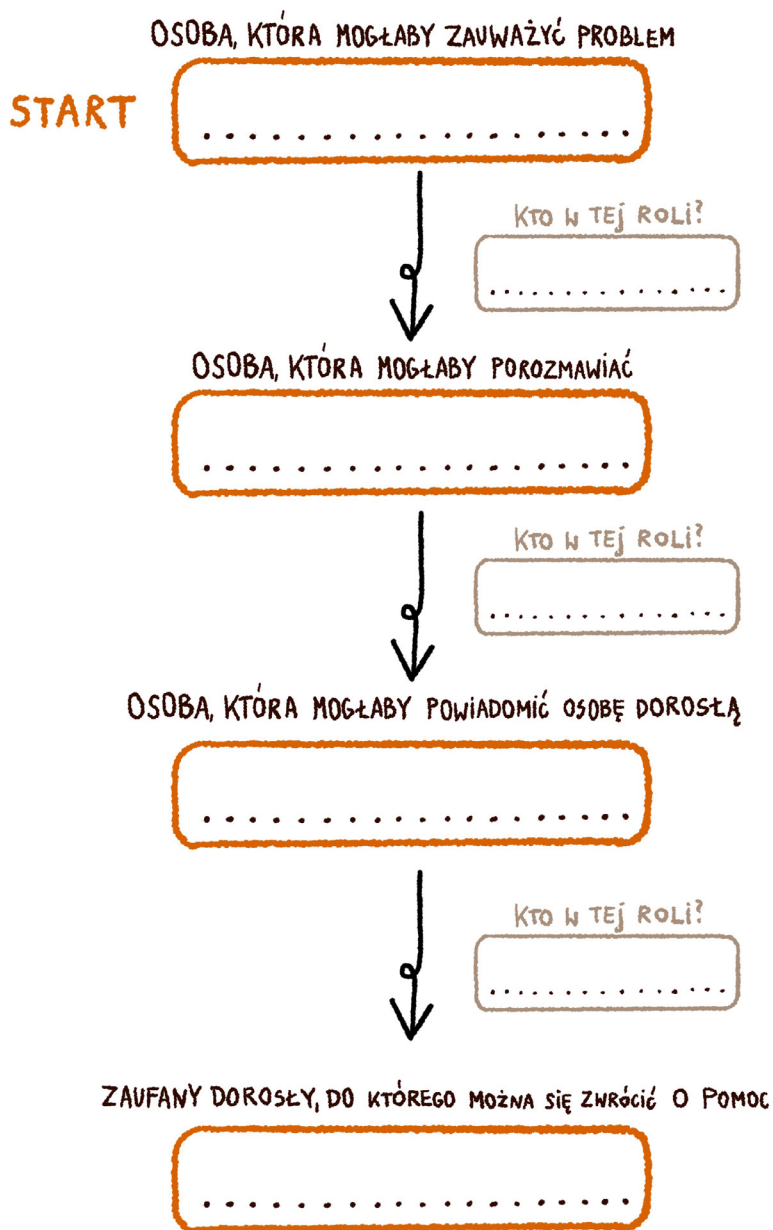 OSOBA, KTÓRA MOGŁABY ZAUWAŻYĆ PROBLEM
START
KTO W TEJ ROLI?
OSOBA, KTÓRA MOGŁABY POROZMAWIAĆ
KTO W TEJ ROLI?
OSOBA, KTÓRA MOGŁABY POWIADOMIĆ OSOBĘ DOROSŁĄ
KTO W TEJ ROLI?
ZAUFANY DOROSŁY, DO KTÓREGO MOŻNA SIĘ ZWRÓCIĆ O POMOC